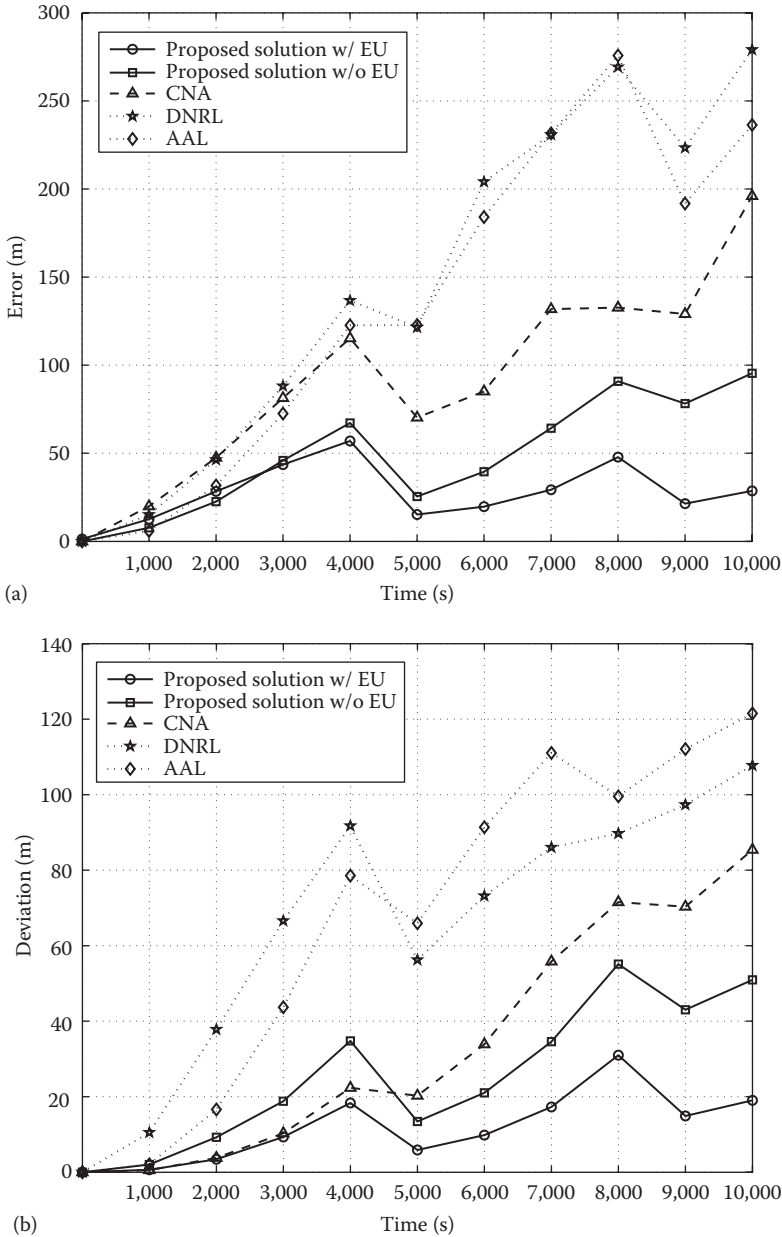 300
250
200
150
100
50
0
Error (m)
Proposed solution w/ EU
Proposed solution w/o EU
CNA
DNRL
AAL
1,000 2,000 3,000 4,000 5,000 6,000 7,000 8,000 9,000 10,000
(a)
Time (s)
140
120
100
80
60
40
20
0
Deviation (m)
Proposed solution w/ EU
Proposed solution w/o EU
CNA
DNRL
AAL
1,000 2,000 3,000 4,000 5,000 6,000 7,000 8,000 9,000 10,000
(b)
Time (s)